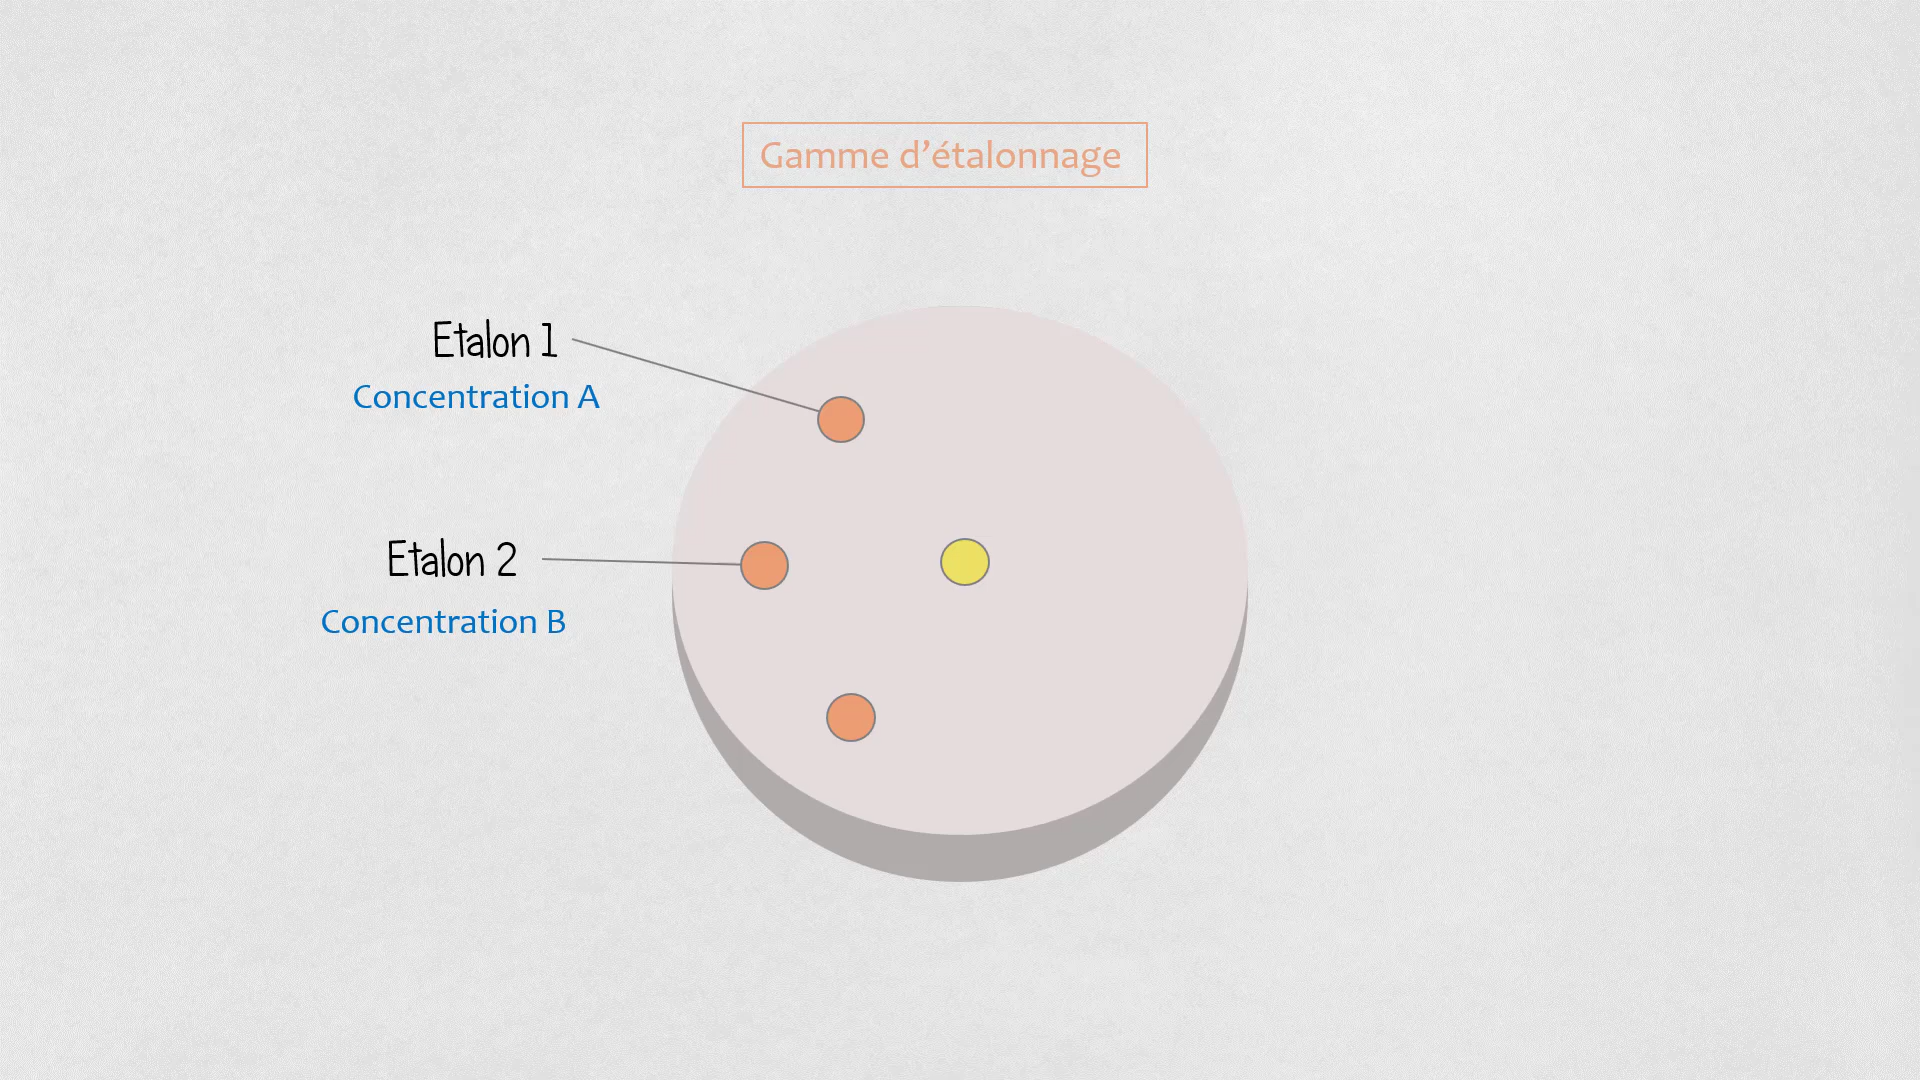 Gamme d’étalonnage
Etalon 1
Concentration A
Etalon 2
Concentration B